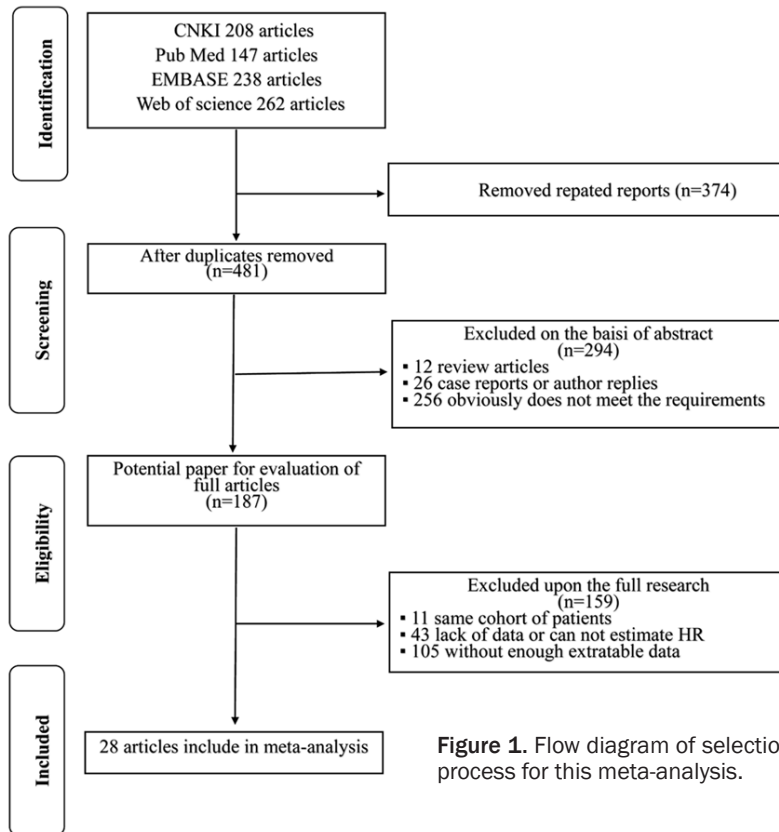 Identification
CNKI 208 articles
Pub Med 147 articles
EMBASE 238 articles
Web of science 262 articles
Removed repated reports (n=374)
Screening
After duplicates removed
(n=481)
Excluded on the baisi of abstract
(n=294)
▪ 12 review articles
▪ 26 case reports or author replies
▪ 256 obviously does not meet the requirements
Eligibility
Potential paper for evaluation of
full articles
(n=187)
Excluded upon the full research
(n=159)
▪ 11 same cohort of patients
▪ 43 lack of data or can not estimate HR
▪ 105 without enough extratable data
Included
28 articles include in meta-analysis
Figure 1. Flow diagram of selectio
process for this meta-analysis.